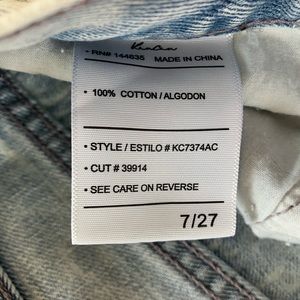 KanCan
• RN# 144635 MADE IN CHINA
• 100% COTTON / ALGODON
• STYLE / ESTILO # KC7374AC
• CUT # 39914
• SEE CARE ON REVERSE
7/27